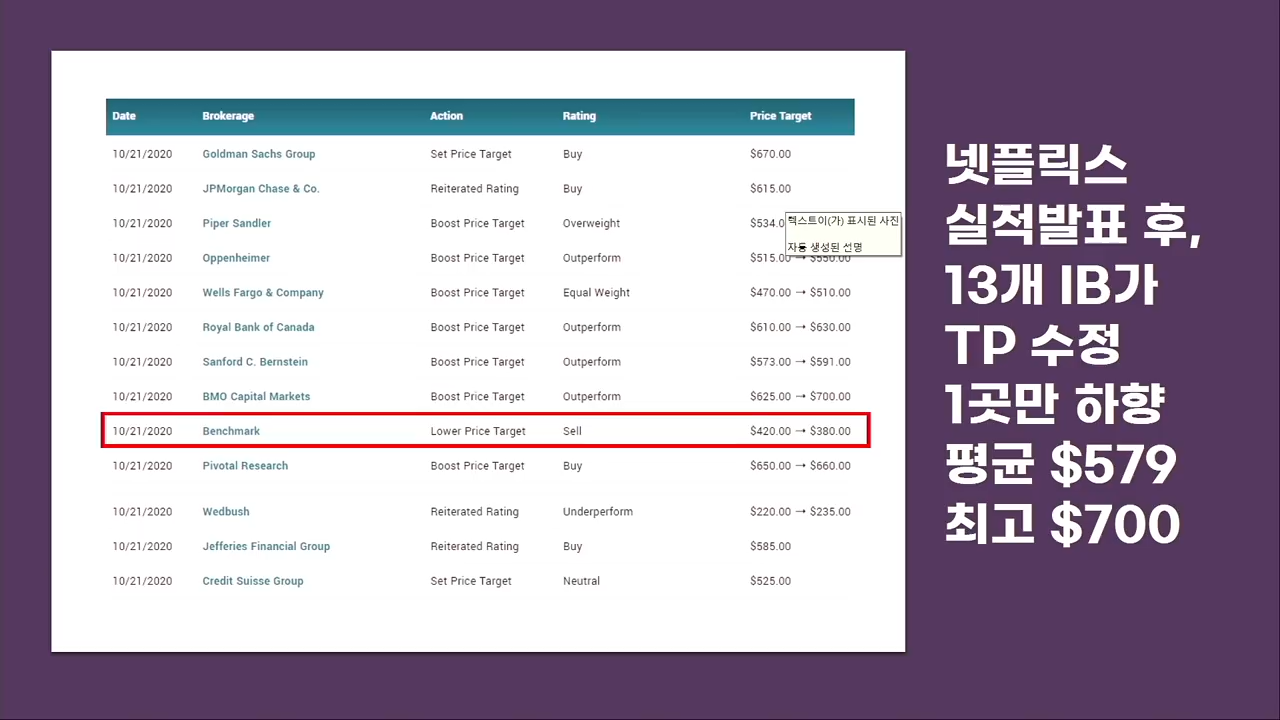 Date Brokerage Action Rating Price Target
10/21/2020 Goldman Sachs Group Set Price Target Buy $670.00
10/21/2020 JPMorgan Chase & Co. Reiterated Rating Buy $615.00
10/21/2020 Piper Sandler Boost Price Target Overweight $534.0
텍스트이(가) 표시된 사진
자동 생성된 선명
10/21/2020 Oppenheimer Boost Price Target Outperform $515.00 → $550.00
10/21/2020 Wells Fargo & Company Boost Price Target Equal Weight $470.00 → $510.00
10/21/2020 Royal Bank of Canada Boost Price Target Outperform $610.00 → $630.00
10/21/2020 Sanford C. Bernstein Boost Price Target Outperform $573.00 → $591.00
10/21/2020 BMO Capital Markets Boost Price Target Outperform $625.00 → $700.00
10/21/2020 Benchmark Lower Price Target Sell $420.00 → $380.00
10/21/2020 Pivotal Research Boost Price Target Buy $650.00 → $660.00
10/21/2020 Wedbush Reiterated Rating Underperform $220.00 → $235.00
10/21/2020 Jefferies Financial Group Reiterated Rating Buy $585.00
10/21/2020 Credit Suisse Group Set Price Target Neutral $525.00
넷플릭스
실적발표 후,
13개 IB가
TP 수정
1곳만 하향
평균 $579
최고 $700